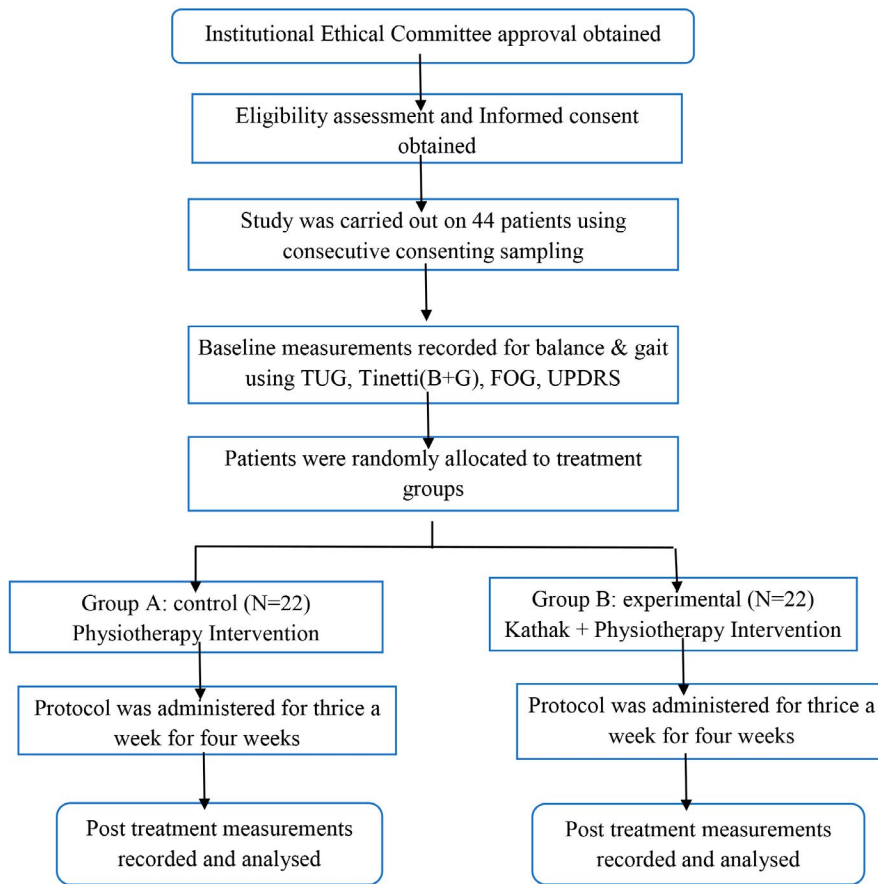 Institutional Ethical Committee approval obtained
Eligibility assessment and Informed consent
obtained
Study was carried out on 44 patients using
consecutive consenting sampling
Baseline measurements recorded for balance & gait
using TUG, Tinetti(B+G), FOG, UPDRS
Patients were randomly allocated to treatment
groups
Group A: control (N=22)
Physiotherapy Intervention
Group B: experimental (N=22)
Kathak + Physiotherapy Intervention
Protocol was administered for thrice a
week for four weeks
Protocol was administered for thrice a
week for four weeks
Post treatment measurements
recorded and analysed
Post treatment measurements
recorded and analysed